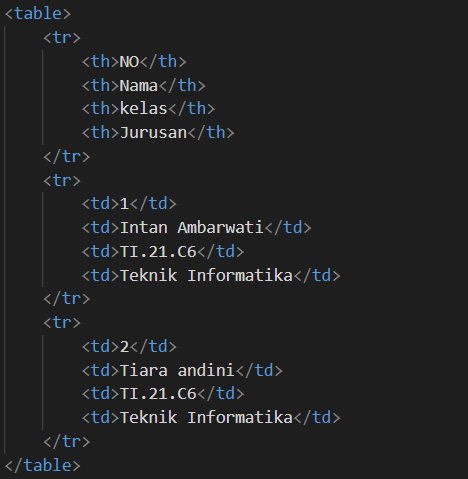 <table>
<tr>
<th>NO</th>
<th>Nama</th>
<th>kelas</th>
<th>Jurusan</th>
</tr>
<tr>
<td>1</td>
<td>Intan Ambarwati</td>
<td>TI.21.C6</td>
<td>Teknik Informatika</td>
</tr>
<tr>
<td>2</td>
<td>Tiara andini</td>
<td>TI.21.C6</td>
<td>Teknik Informatika</td>
</tr>
</table>